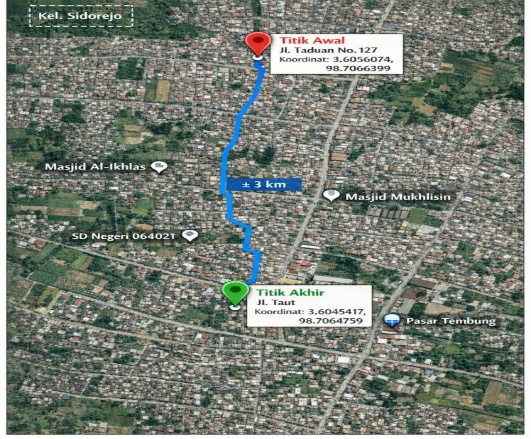 Kel. Sidorejo
Titik Awal
Jl. Taduan No. 127
Koordinat: 3,6056074,
98.7066399
Masjid Al-Ikhlas
± 3 km
Masjid Mukhlisin
SD Negeri 064021
Titik Akhir
Jl. Taut
Koordinat: 3,6045417,
98.7064759
Pasar Tembung